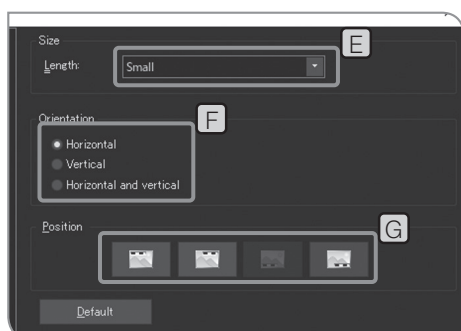 Size
E
Length:
Small
Orientation
F
Horizontal
Vertical
Horizontal and vertical
Position
G
Default